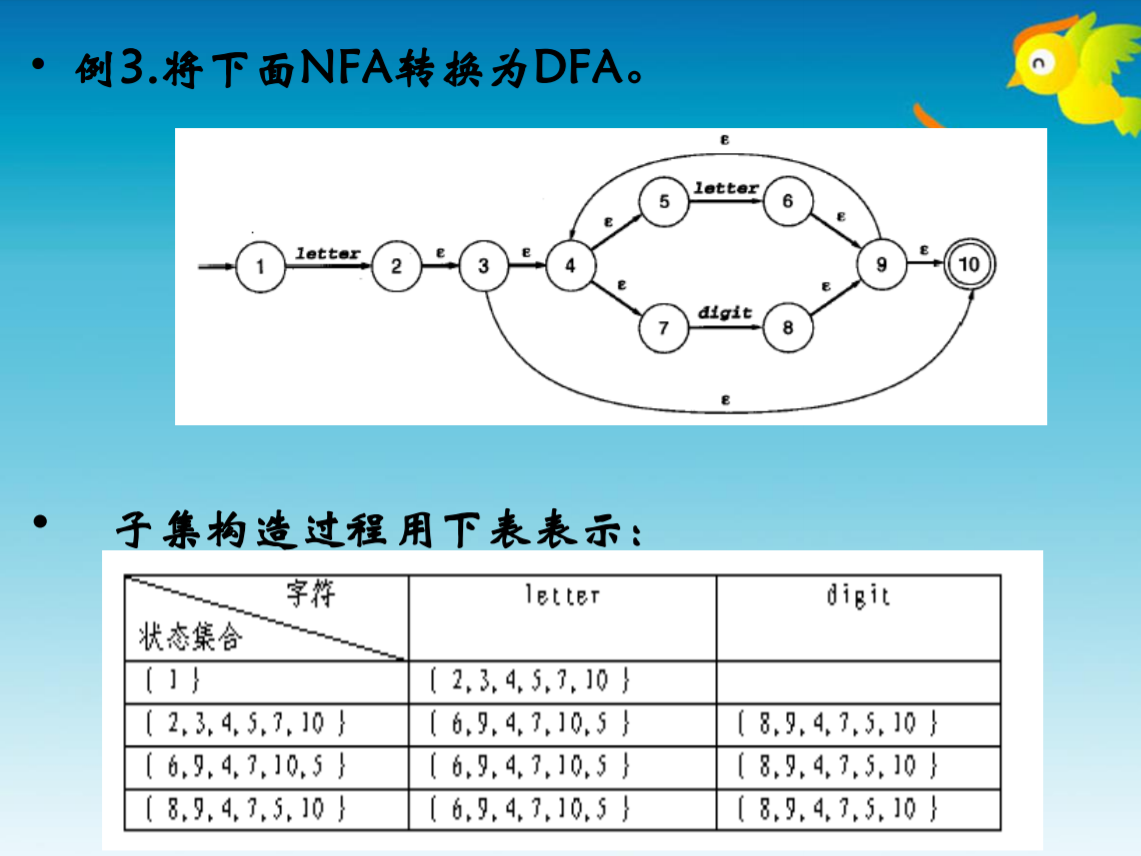 • 例3.将下面NFA转换为DFA。
ε
letter
5
6
ε
ε
letter
ε
ε
ε
1
2
3
4
9
10
ε
ε
digit
7
8
ε
• 子集构造过程用下表表示：
字符
letter
digit
状态集合
{ 1 }
{ 2,3,4,5,7,10 }
{ 2,3,4,5,7,10 }
{ 6,9,4,7,10,5 }
{ 8,9,4,7,5,10 }
{ 6,9,4,7,10,5 }
{ 6,9,4,7,10,5 }
{ 8,9,4,7,5,10 }
{ 8,9,4,7,5,10 }
{ 6,9,4,7,10,5 }
{ 8,9,4,7,5,10 }